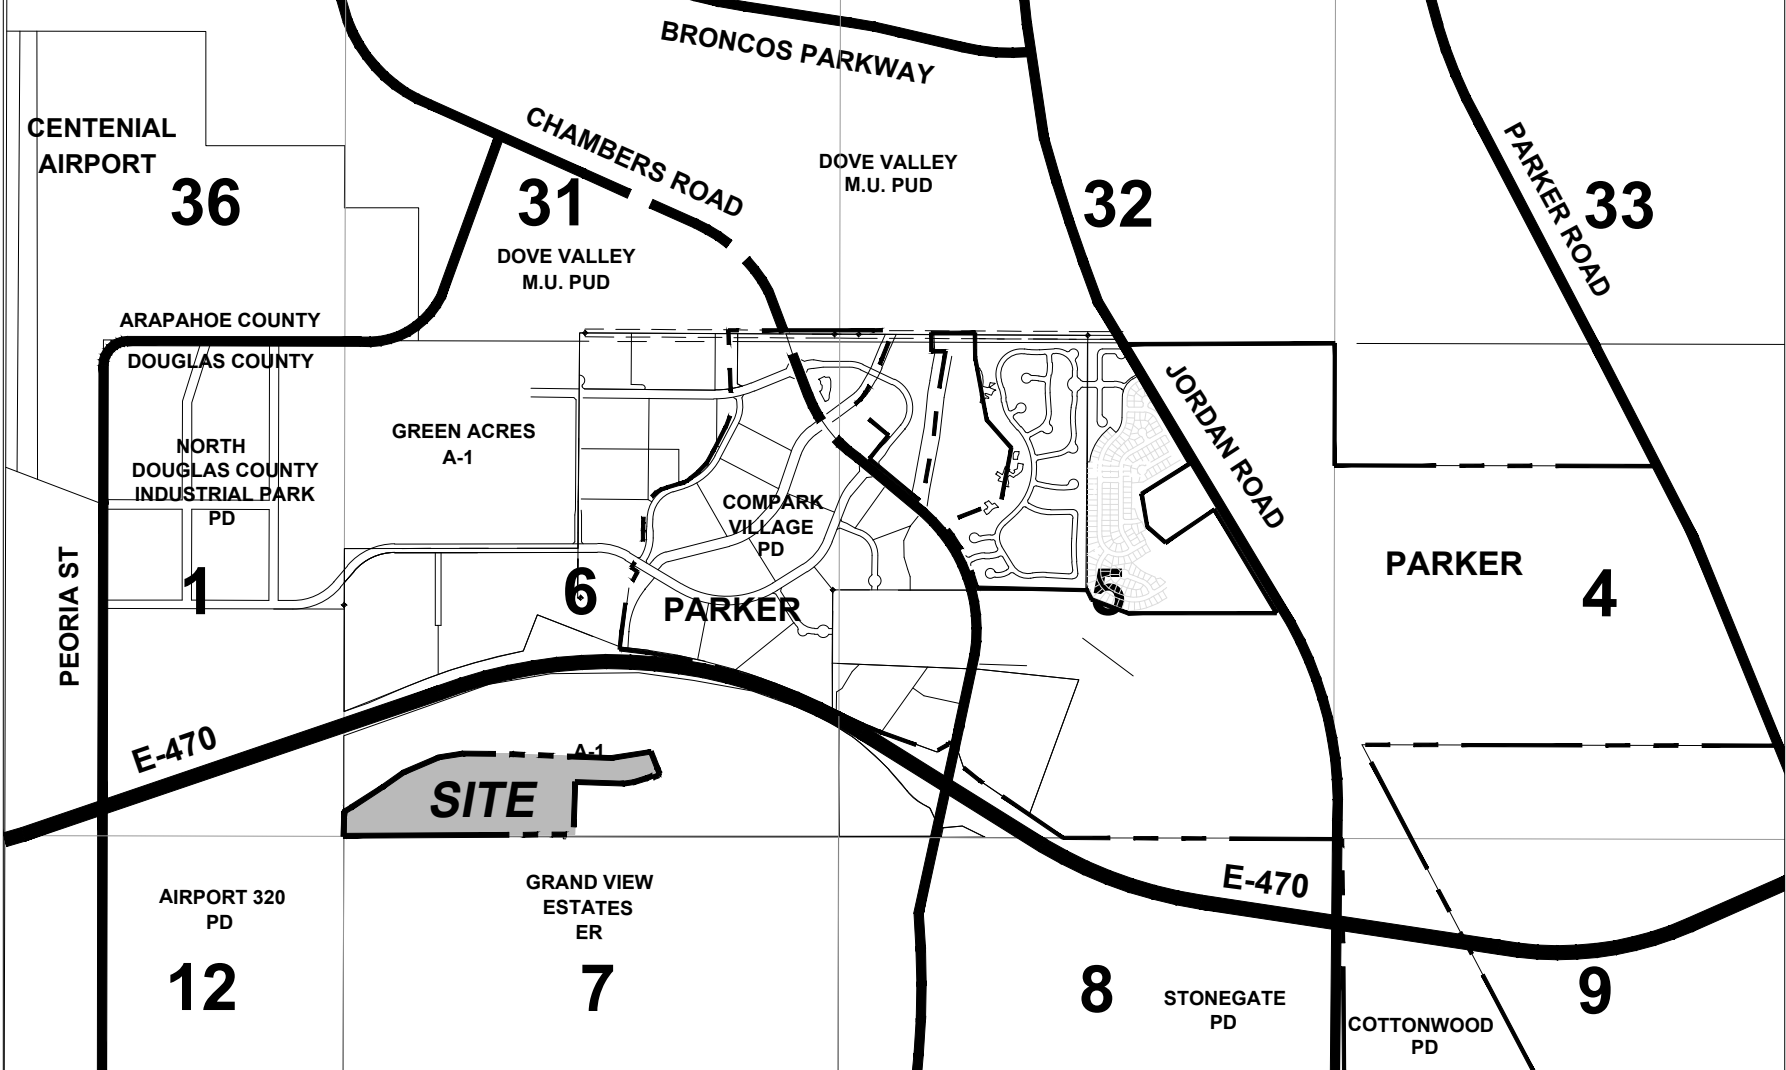 BRONCOS PARKWAY
CHAMBERS ROAD
PARKER ROAD
CENTENIAL
AIRPORT
36
31
DOVE VALLEY
M.U. PUD
32
33
DOVE VALLEY
M.U. PUD
ARAPAHOE COUNTY
DOUGLAS COUNTY
JORDAN ROAD
GREEN ACRES
A-1
NORTH
DOUGLAS COUNTY
INDUSTRIAL PARK
PD
COMPARK
VILLAGE
PD
PEORIA ST
1
6
PARKER
5
PARKER
4
E-470
A-1
SITE
E-470
AIRPORT 320
PD
GRAND VIEW
ESTATES
ER
12
7
8
STONEGATE
PD
9
COTTONWOOD
PD